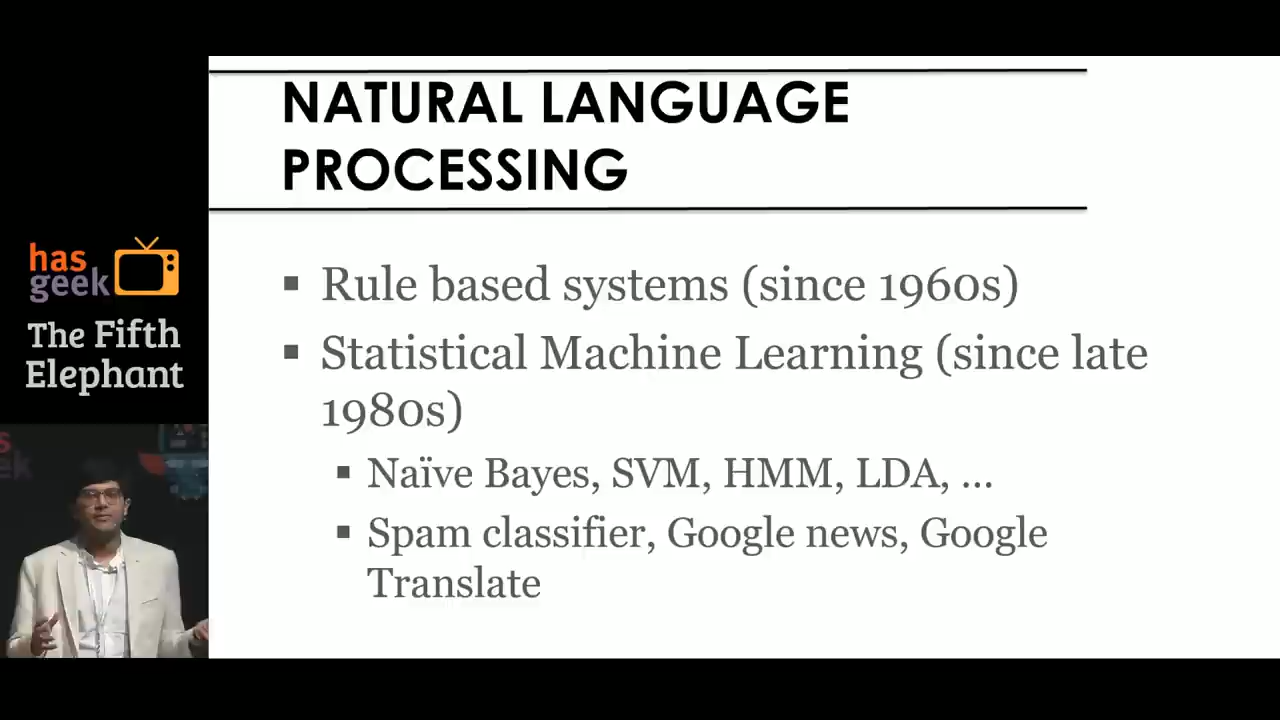 NATURAL LANGUAGE
PROCESSING
has
geek
The Fifth
Elephant
▪ Rule based systems (since 1960s)
▪ Statistical Machine Learning (since late
1980s)
▪ Naïve Bayes, SVM, HMM, LDA, ...
▪ Spam classifier, Google news, Google
Translate